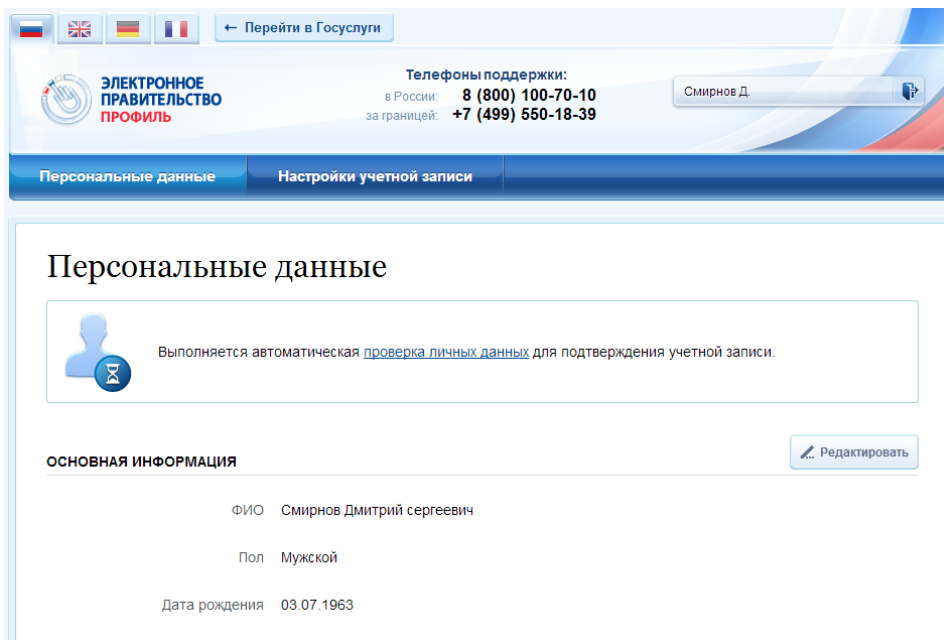 ← Перейти в Госуслуги
ЭЛЕКТРОННОЕ
ПРАВИТЕЛЬСТВО
ПРОФИЛЬ
Телефоны поддержки:
в России: 8 (800) 100-70-10
за границей: +7 (499) 550-18-39
Смирнов Д.
Персональные данные
Настройки учетной записи
Персональные данные
Выполняется автоматическая проверка личных данных для подтверждения учетной записи.
ОСНОВНАЯ ИНФОРМАЦИЯ
Редактировать
ФИО Смирнов Дмитрий сергеевич
Пол Мужской
Дата рождения 03.07.1963